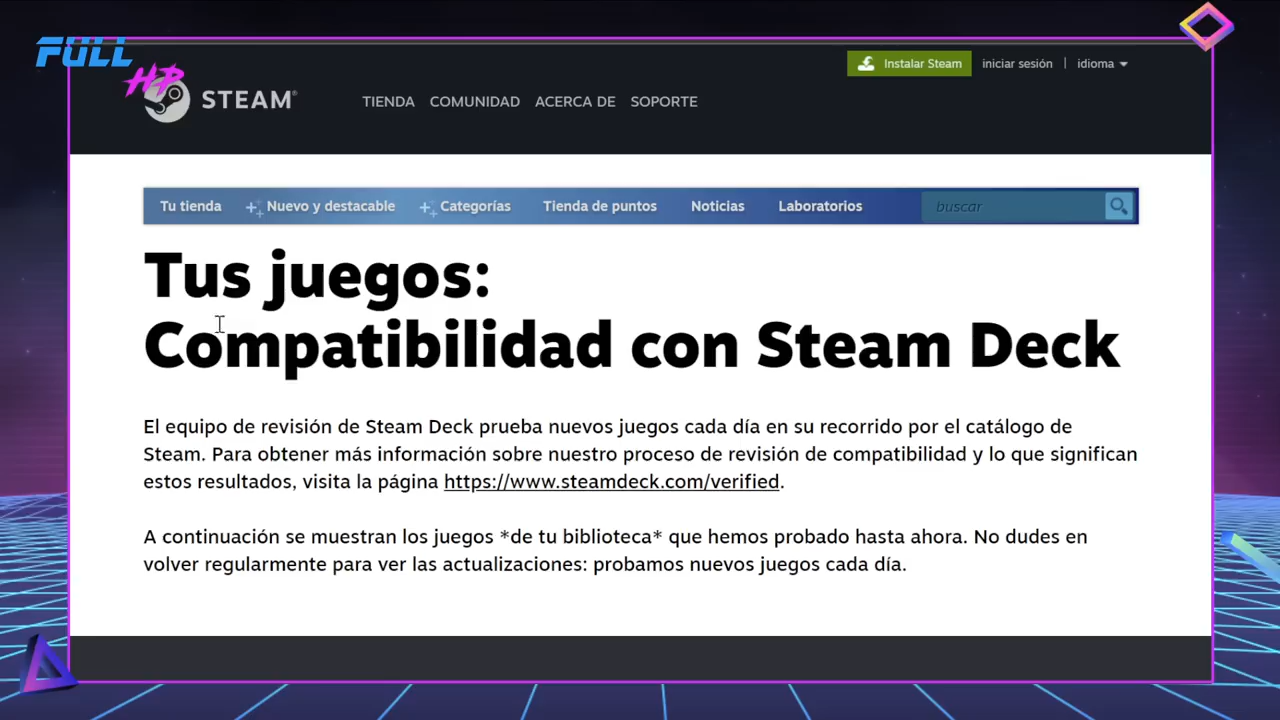 FULL
HP
STEAM®
TIENDA COMUNIDAD ACERCA DE SOPORTE
Instalar Steam iniciar sesión | idioma
Tu tienda Nuevo y destacable Categorías Tienda de puntos Noticias Laboratorios buscar
Tus juegos:
Compatibilidad con Steam Deck
El equipo de revisión de Steam Deck prueba nuevos juegos cada día en su recorrido por el catálogo de
Steam. Para obtener más información sobre nuestro proceso de revisión de compatibilidad y lo que significan
estos resultados, visita la página https://www.steamdeck.com/verified.
A continuación se muestran los juegos *de tu biblioteca* que hemos probado hasta ahora. No dudes en
volver regularmente para ver las actualizaciones: probamos nuevos juegos cada día.